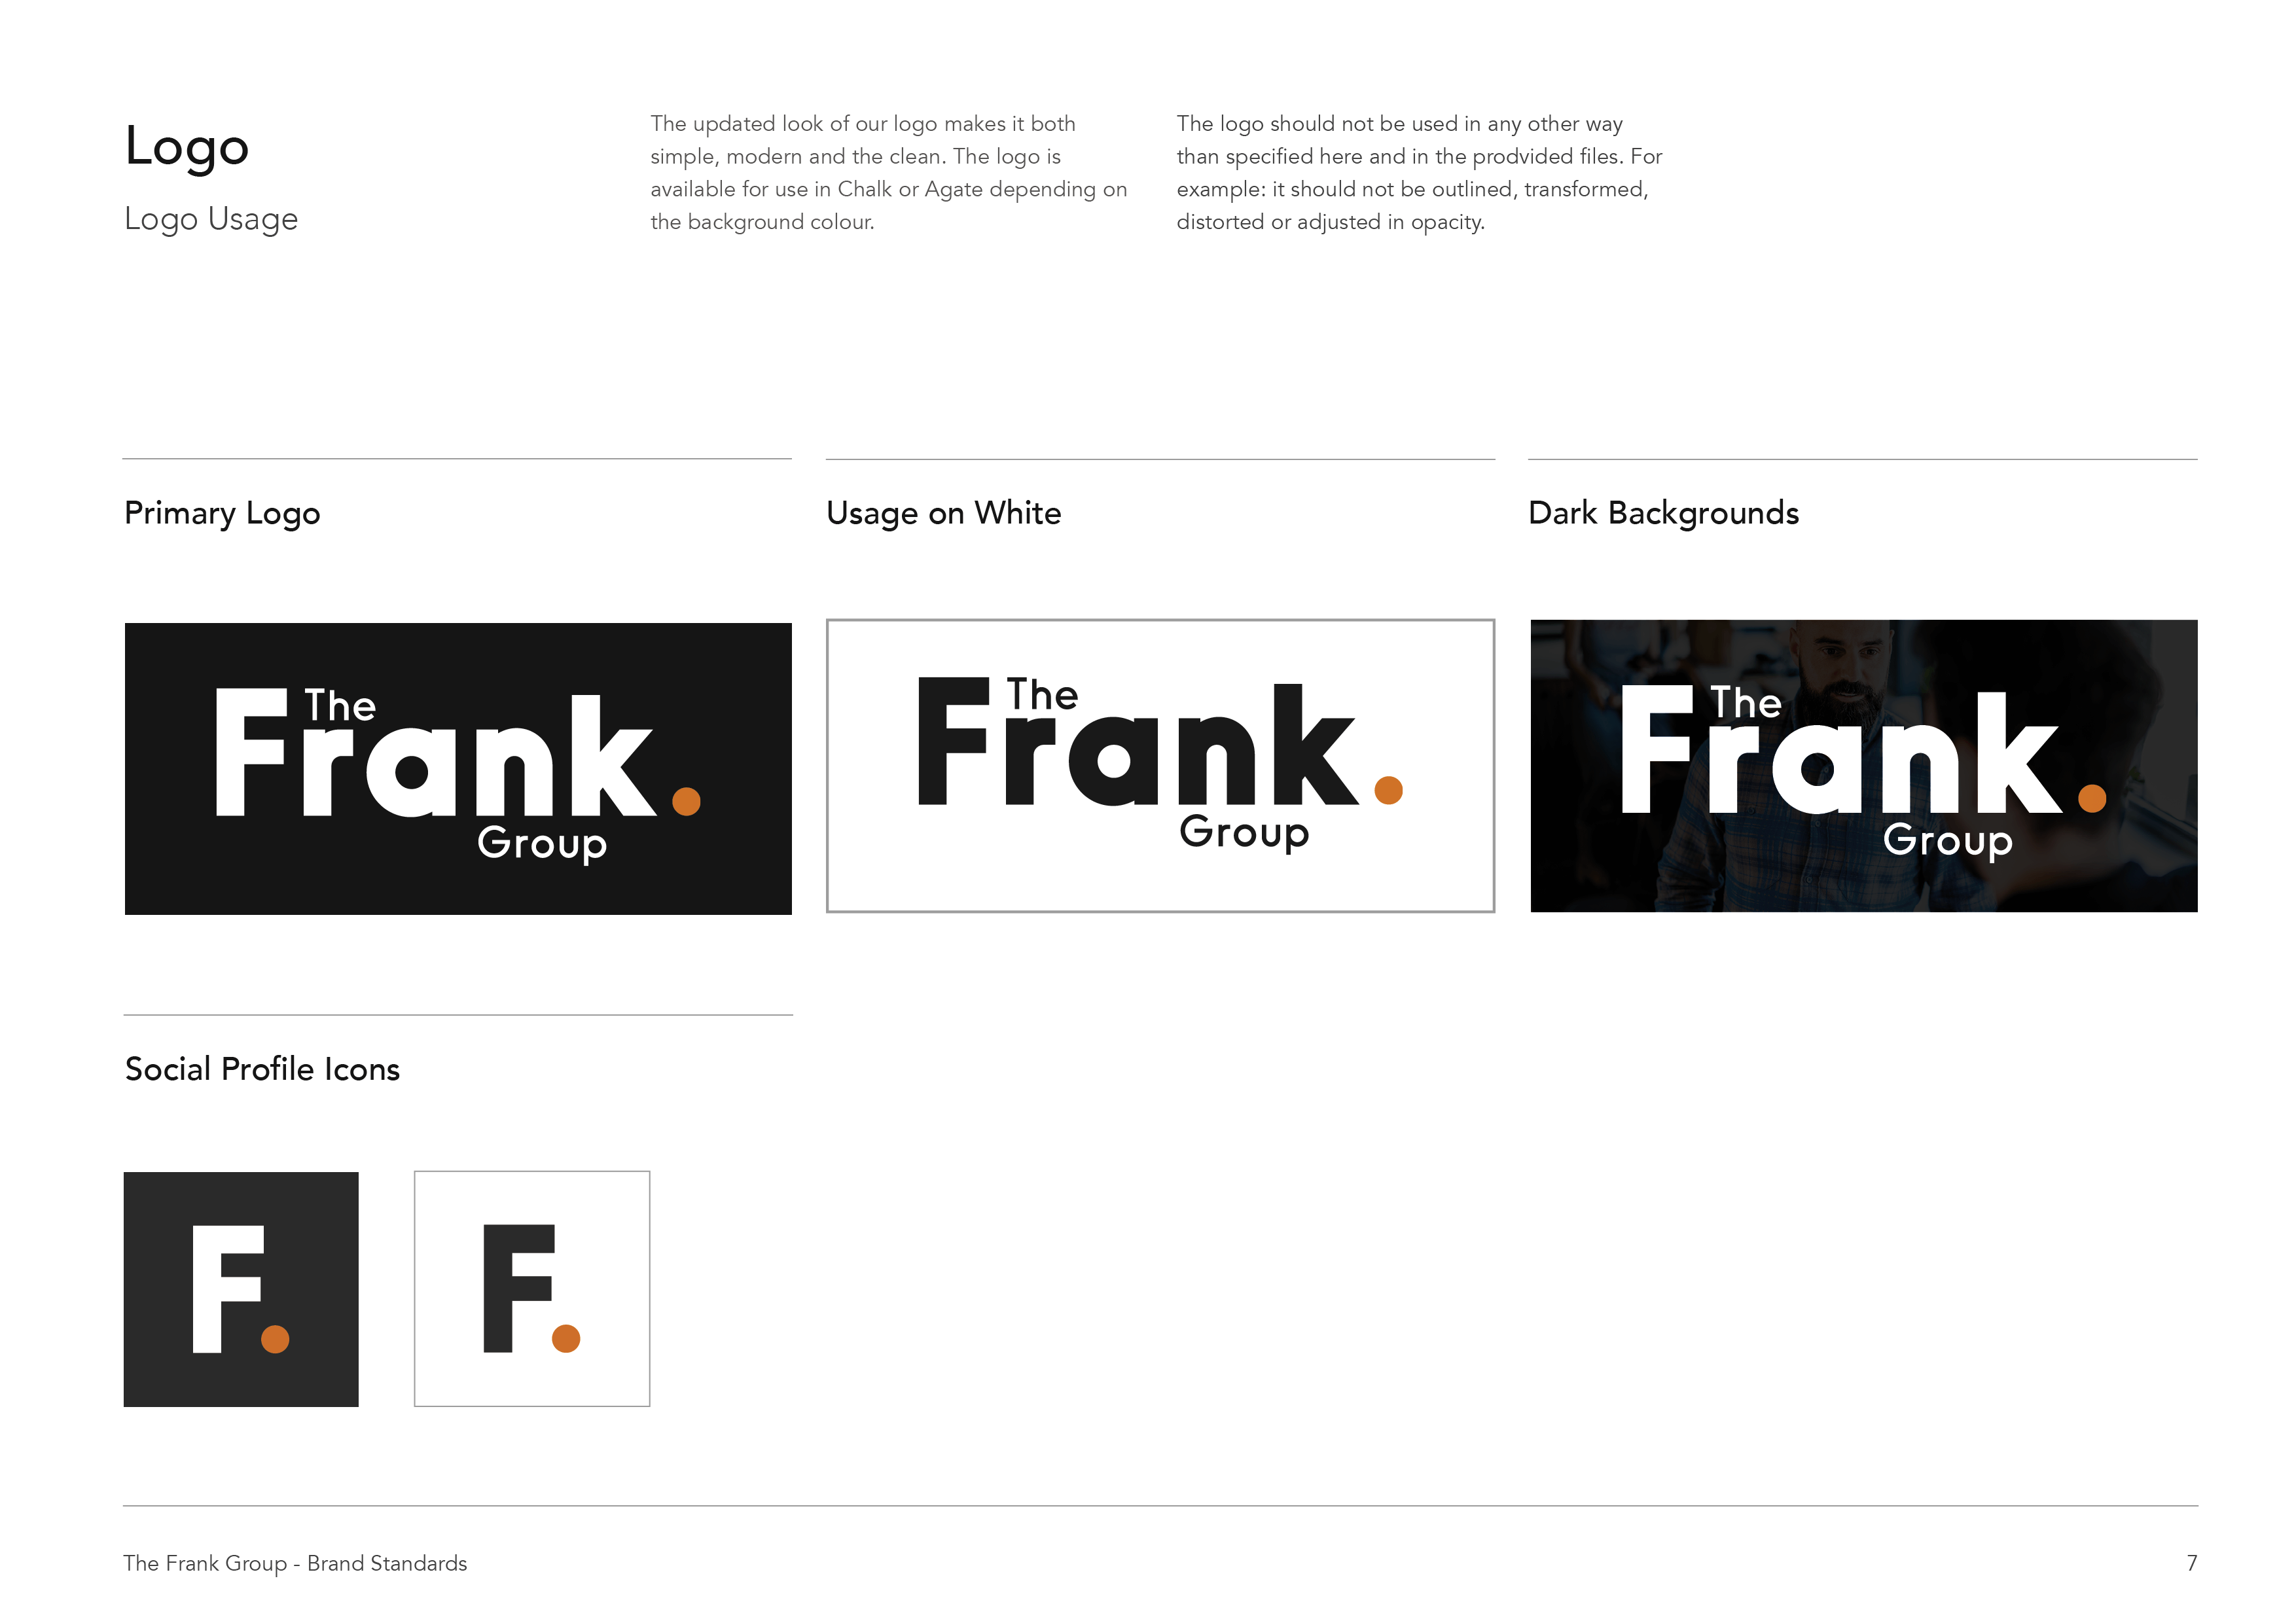 Logo
Logo Usage
The updated look of our logo makes it both
simple, modern and the clean. The logo is
available for use in Chalk or Agate depending on
the background colour.
The logo should not be used in any other way
than specified here and in the prodvided files. For
example: it should not be outlined, transformed,
distorted or adjusted in opacity.
Primary Logo
The
Frank.
Group
Usage on White
The
Frank.
Group
Dark Backgrounds
The
Frank.
Group
Social Profile Icons
F.
F.
The Frank Group - Brand Standards
7